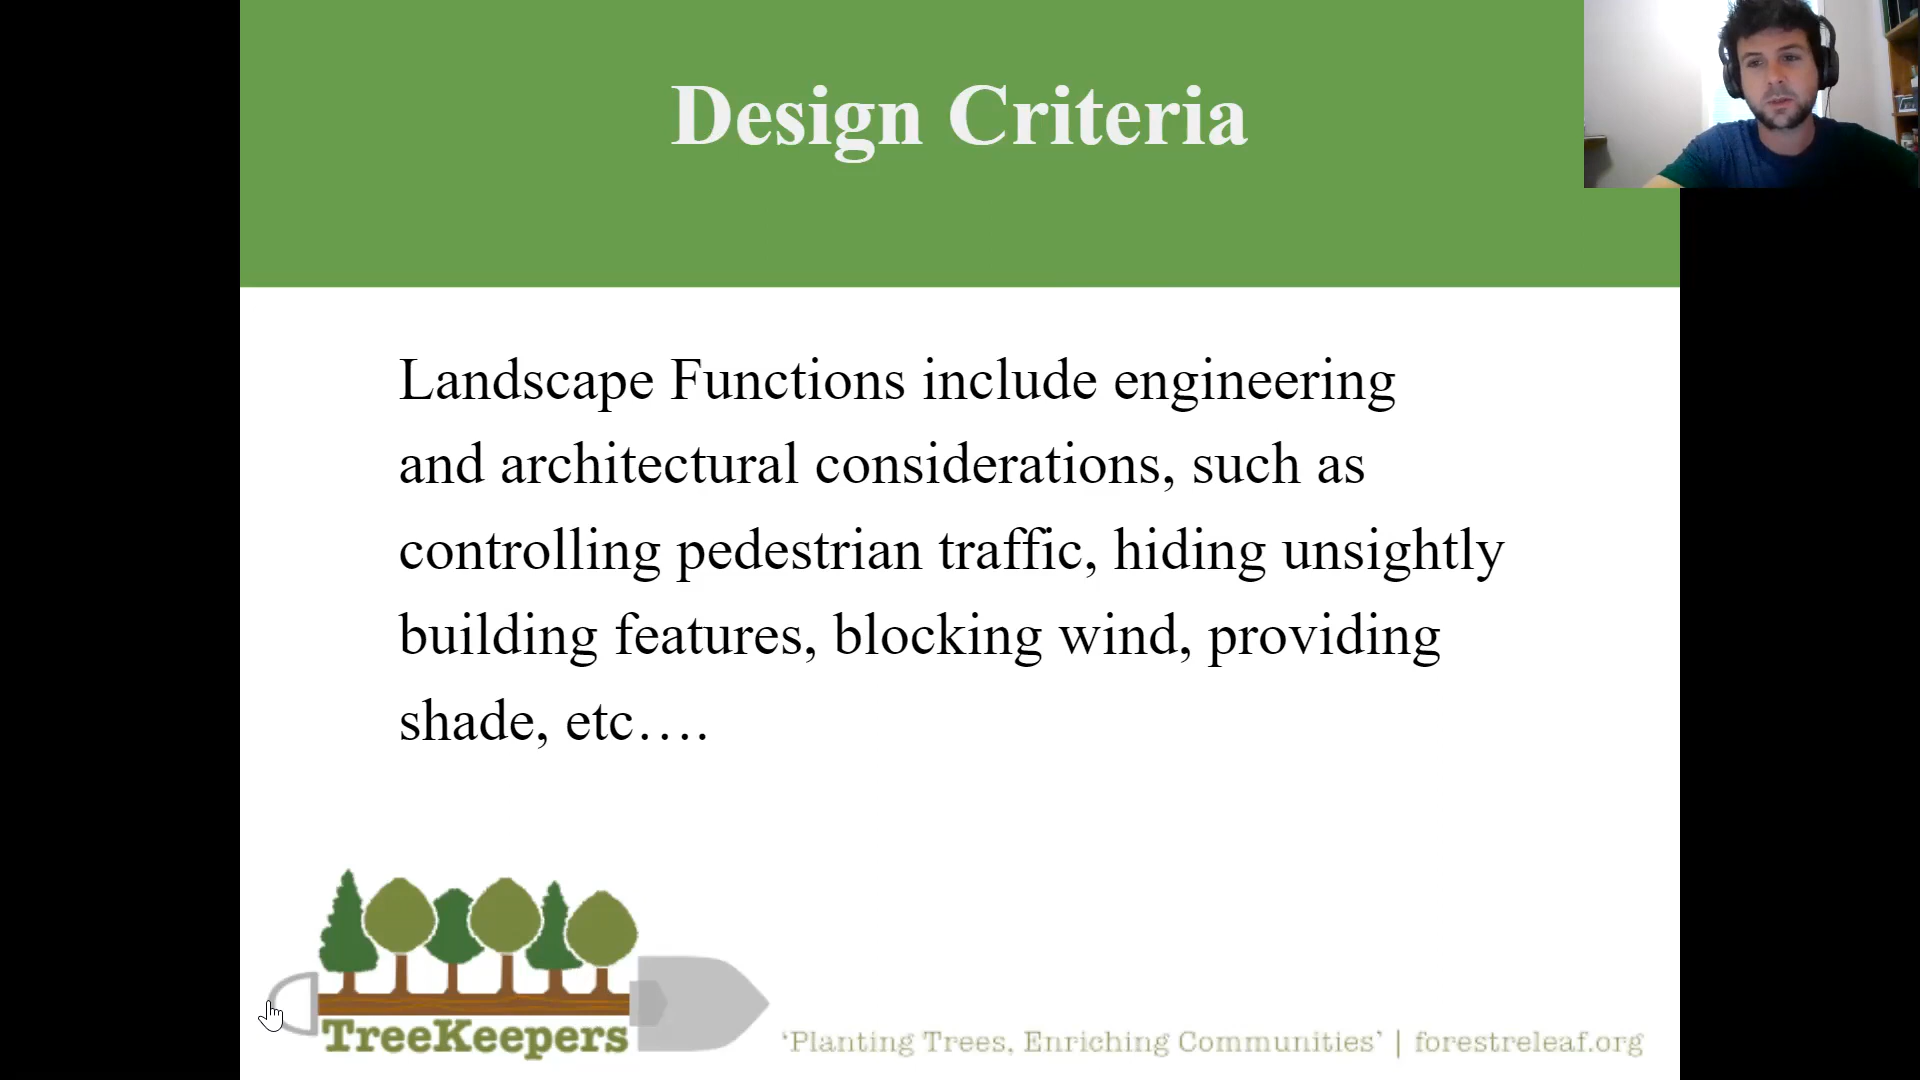 Design Criteria
Landscape Functions include engineering
and architectural considerations, such as
controlling pedestrian traffic, hiding unsightly
building features, blocking wind, providing
shade, etc….
TreeKeepers
‘Planting Trees, Enriching Communities’ | forestreleaf.org